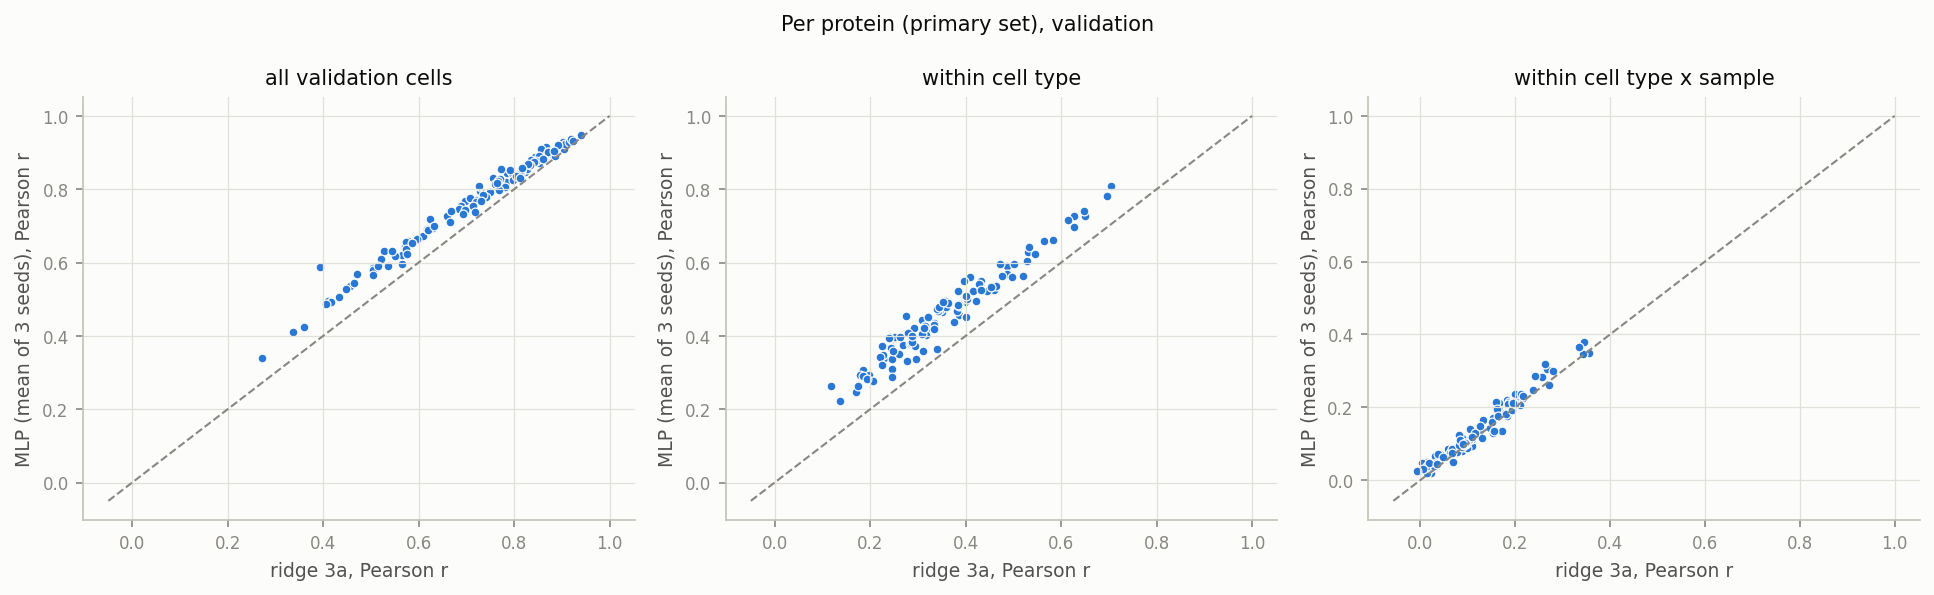 Per protein (primary set), validation
all validation cells
MLP (mean of 3 seeds), Pearson r
1.0
0.8
0.6
0.4
0.2
0.0
0.0 0.2 0.4 0.6 0.8 1.0
ridge 3a, Pearson r
within cell type
MLP (mean of 3 seeds), Pearson r
1.0
0.8
0.6
0.4
0.2
0.0
0.0 0.2 0.4 0.6 0.8 1.0
ridge 3a, Pearson r
within cell type x sample
MLP (mean of 3 seeds), Pearson r
1.0
0.8
0.6
0.4
0.2
0.0
0.0 0.2 0.4 0.6 0.8 1.0
ridge 3a, Pearson r